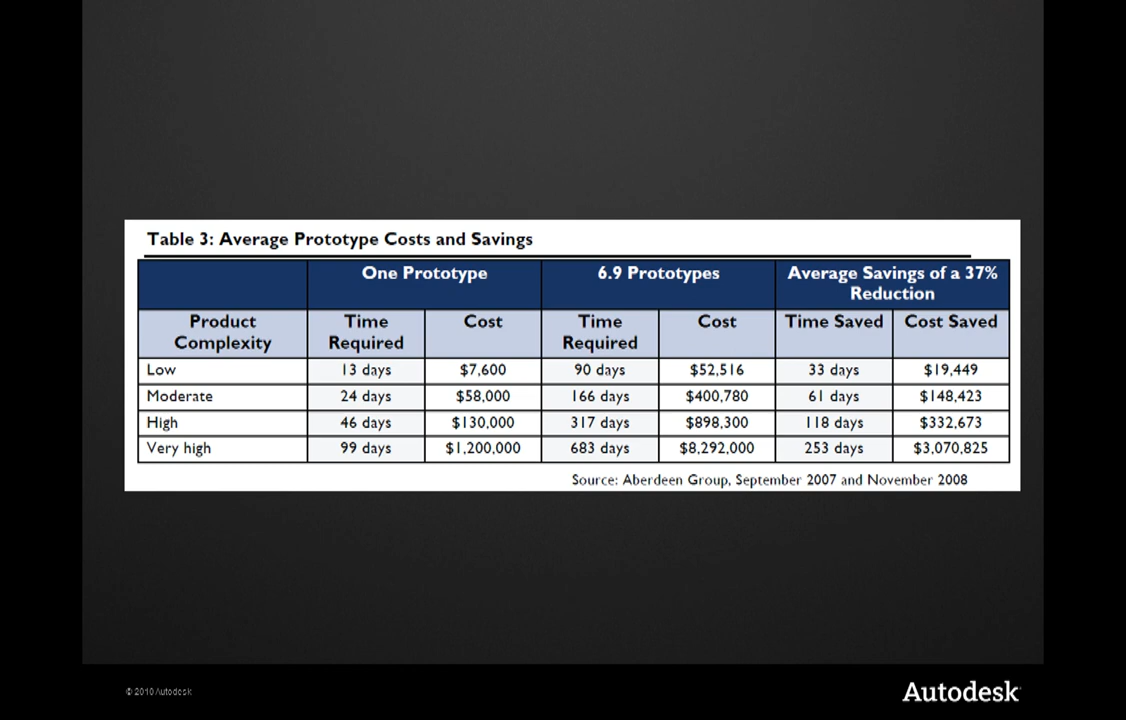 Table 3: Average Prototype Costs and Savings
One Prototype 6.9 Prototypes Average Savings of a 37% Reduction
Product Complexity Time Required Cost Time Required Cost Time Saved Cost Saved
Low 13 days $7,600 90 days $52,516 33 days $19,449
Moderate 24 days $58,000 166 days $400,780 61 days $148,423
High 46 days $130,000 317 days $898,300 118 days $332,673
Very high 99 days $1,200,000 683 days $8,292,000 253 days $3,070,825
Source: Aberdeen Group, September 2007 and November 2008
© 2010 Autodesk
Autodesk